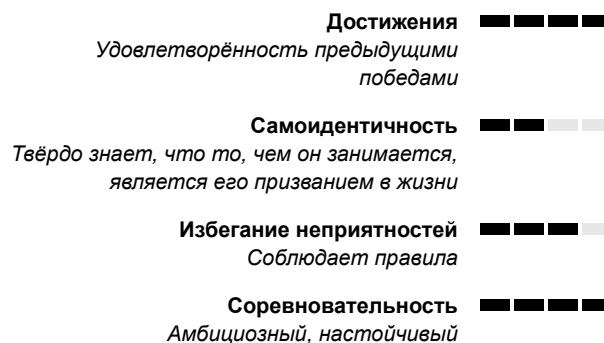 Достижения
Удовлетворённость предыдущими
победами
Самоидентичность
Твёрдо знает, что то, чем он занимается,
является его призванием в жизни
Избегание неприятностей
Соблюдает правила
Соревновательность
Амбициозный, настойчивый